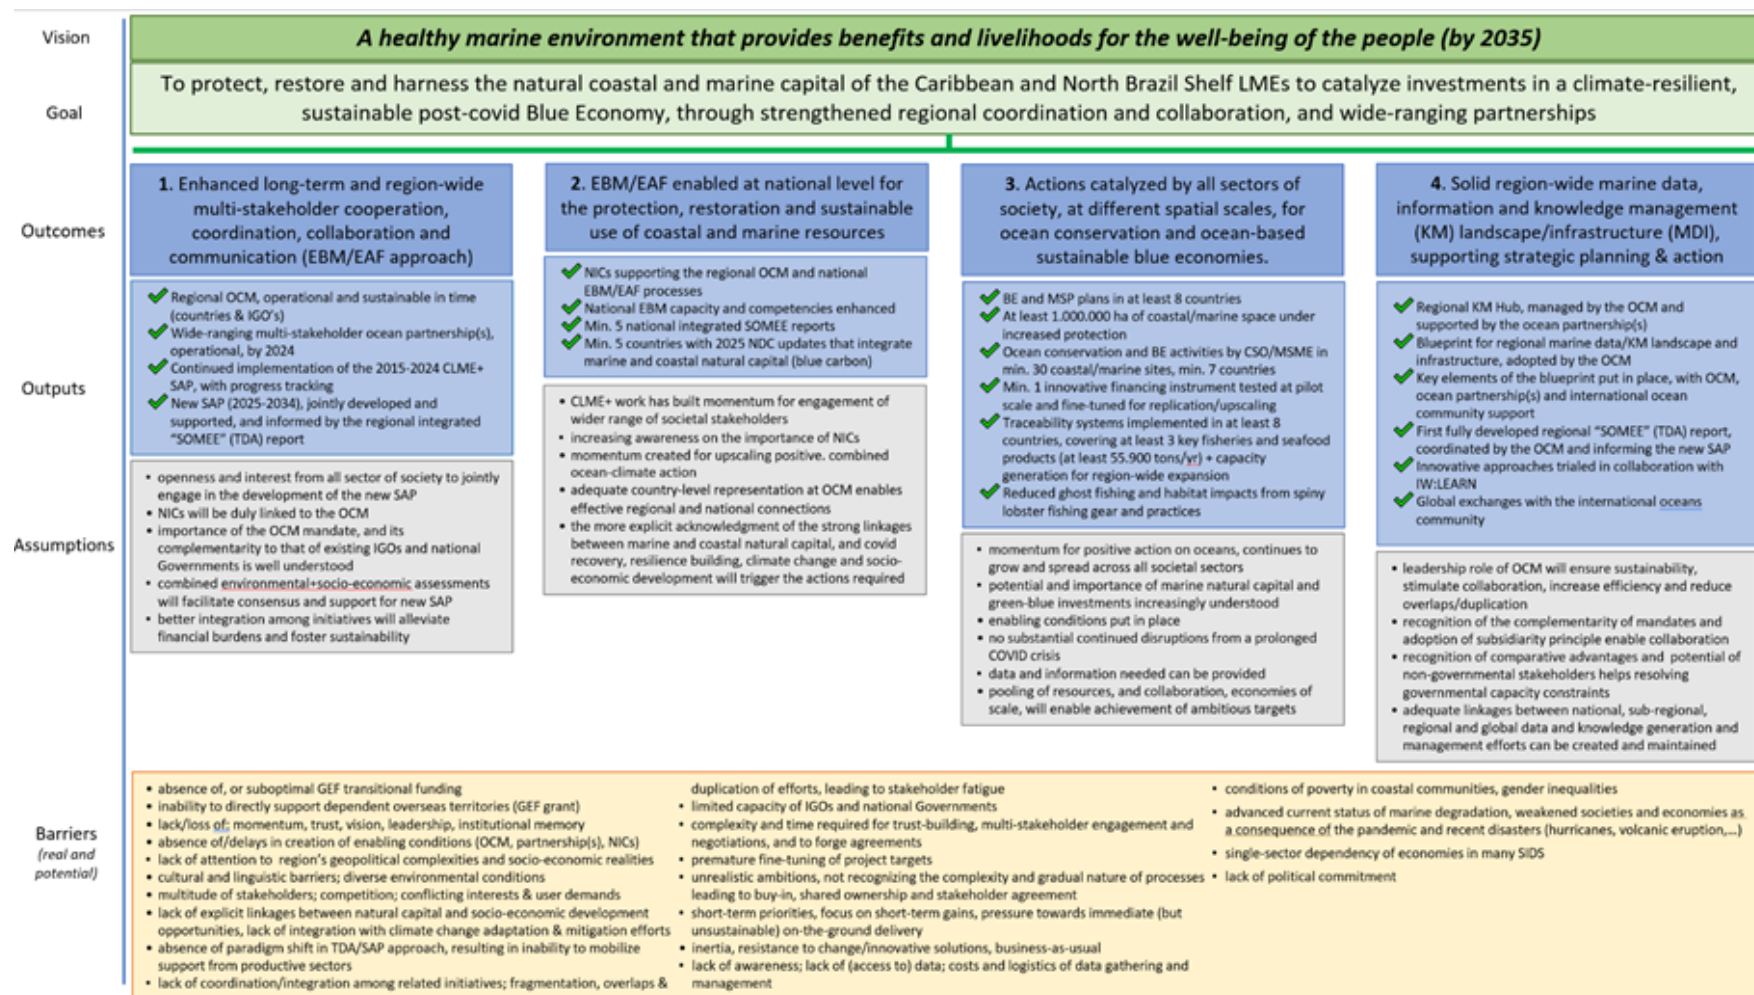 Vision
A healthy marine environment that provides benefits and livelihoods for the well-being of the people (by 2035)
Goal
To protect, restore and harness the natural coastal and marine capital of the Caribbean and North Brazil Shelf LMEs to catalyze investments in a climate-resilient,
sustainable post-covid Blue Economy, through strengthened regional coordination and collaboration, and wide-ranging partnerships
Outcomes
1. Enhanced long-term and region-wide
multi-stakeholder cooperation,
coordination, collaboration and
communication (EBM/EAF approach)
2. EBM/EAF enabled at national level for
the protection, restoration and sustainable
use of coastal and marine resources
3. Actions catalyzed by all sectors of
society, at different spatial scales, for
ocean conservation and ocean-based
sustainable blue economies.
4. Solid region-wide marine data,
information and knowledge management
(KM) landscape/infrastructure (MDI),
supporting strategic planning & action
Outputs
Regional OCM, operational and sustainable in time
(countries & IGO's)
Wide-ranging multi-stakeholder ocean partnership(s),
operational, by 2024
Continued implementation of the 2015-2024 CLME+
SAP, with progress tracking
New SAP (2025-2034), jointly developed and
supported, and informed by the regional integrated
"SOMEE" (TDA) report
NICs supporting the regional OCM and national
EBM/EAF processes
National EBM capacity and competencies enhanced
Min. 5 national integrated SOMEE reports
Min. 5 countries with 2025 NDC updates that integrate
marine and coastal natural capital (blue carbon)
BE and MSP plans in at least 8 countries
At least 1.000.000 ha of coastal/marine space under
increased protection
Ocean conservation and BE activities by CSO/MSME in
min. 30 coastal/marine sites, min. 7 countries
Min. 1 innovative financing instrument tested at pilot
scale and fine-tuned for replication/upscaling
Traceability systems implemented in at least 8
countries, covering at least 3 key fisheries and seafood
products (at least 55.900 tons/yr) + capacity
generation for region-wide expansion
Reduced ghost fishing and habitat impacts from spiny
lobster fishing gear and practices
Regional KM Hub, managed by the OCM and
supported by the ocean partnership(s)
Blueprint for regional marine data/KM landscape and
infrastructure, adopted by the OCM
Key elements of the blueprint put in place, with OCM,
ocean partnership(s) and international ocean
community support
First fully developed regional "SOMEE" (TDA) report,
coordinated by the OCM and informing the new SAP
Innovative approaches trialed in collaboration with
IW:LEARN
Global exchanges with the international oceans
community
Assumptions
• openness and interest from all sector of society to jointly
engage in the development of the new SAP
• NICs will be duly linked to the OCM
• importance of the OCM mandate, and its
complementarity to that of existing IGOs and national
Governments is well understood
• combined environmental+socio-economic assessments
will facilitate consensus and support for new SAP
• better integration among initiatives will alleviate
financial burdens and foster sustainability
• CLME+ work has built momentum for engagement of
wider range of societal stakeholders
• increasing awareness on the importance of NICs
• momentum created for upscaling positive. combined
ocean-climate action
• adequate country-level representation at OCM enables
effective regional and national connections
• the more explicit acknowledgment of the strong linkages
between marine and coastal natural capital, and covid
recovery, resilience building, climate change and socio-
economic development will trigger the actions required
• momentum for positive action on oceans, continues to
grow and spread across all societal sectors
• potential and importance of marine natural capital and
green-blue investments increasingly understood
• enabling conditions put in place
• no substantial continued disruptions from a prolonged
COVID crisis
• data and information needed can be provided
• pooling of resources, and collaboration, economies of
scale, will enable achievement of ambitious targets
• leadership role of OCM will ensure sustainability,
stimulate collaboration, increase efficiency and reduce
overlaps/duplication
• recognition of the complementarity of mandates and
adoption of subsidiarity principle enable collaboration
• recognition of comparative advantages and potential of
non-governmental stakeholders helps resolving
governmental capacity constraints
• adequate linkages between national, sub-regional,
regional and global data and knowledge generation and
management efforts can be created and maintained
Barriers
(real and
potential)
• absence of, or suboptimal GEF transitional funding
• inability to directly support dependent overseas territories (GEF grant)
• lack/loss of: momentum, trust, vision, leadership, institutional memory
• absence of/delays in creation of enabling conditions (OCM, partnership(s), NICs)
• lack of attention to region's geopolitical complexities and socio-economic realities
• cultural and linguistic barriers; diverse environmental conditions
• multitude of stakeholders; competition; conflicting interests & user demands
• lack of explicit linkages between natural capital and socio-economic development
opportunities, lack of integration with climate change adaptation & mitigation efforts
• absence of paradigm shift in TDA/SAP approach, resulting in inability to mobilize
support from productive sectors
• lack of coordination/integration among related initiatives; fragmentation, overlaps &
duplication of efforts, leading to stakeholder fatigue
• limited capacity of IGOs and national Governments
• complexity and time required for trust-building, multi-stakeholder engagement and
negotiations, and to forge agreements
• premature fine-tuning of project targets
• unrealistic ambitions, not recognizing the complexity and gradual nature of processes
leading to buy-in, shared ownership and stakeholder agreement
• short-term priorities, focus on short-term gains, pressure towards immediate (but
unsustainable) on-the-ground delivery
• inertia, resistance to change/innovative solutions, business-as-usual
• lack of awareness; lack of (access to) data; costs and logistics of data gathering and
management
• conditions of poverty in coastal communities, gender inequalities
• advanced current status of marine degradation, weakened societies and economies as
a consequence of the pandemic and recent disasters (hurricanes, volcanic eruption,...)
• single-sector dependency of economies in many SIDS
• lack of political commitment